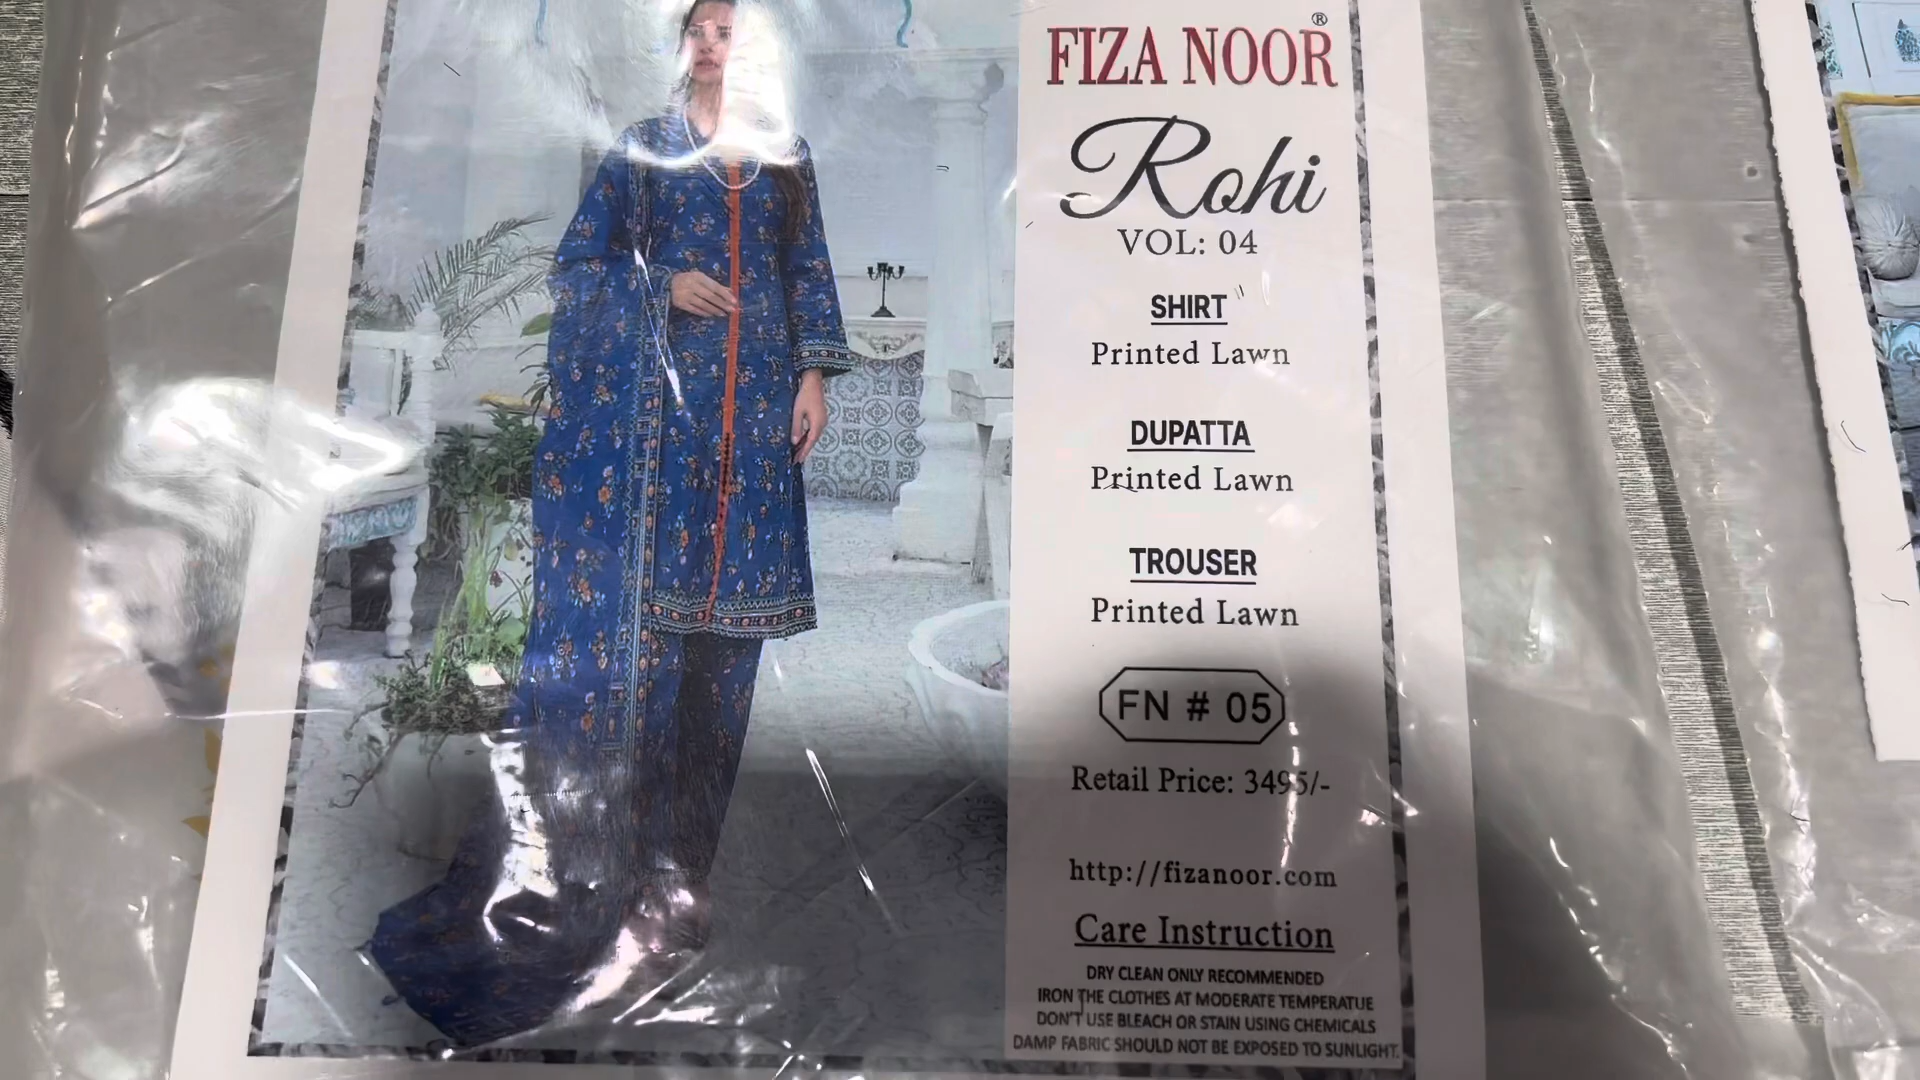 FIZA NOOR®
Rohi
VOL: 04
SHIRT
Printed Lawn
DUPATTA
Printed Lawn
TROUSER
Printed Lawn
FN # 05
Retail Price: 3495/-
http://fizanoor.com
Care Instruction
DRY CLEAN ONLY RECOMMENDED
IRON THE CLOTHES AT MODERATE TEMPERATUE
DON'T USE BLEACH OR STAIN USING CHEMICALS
DAMP FABRIC SHOULD NOT BE EXPOSED TO SUNLIGHT.